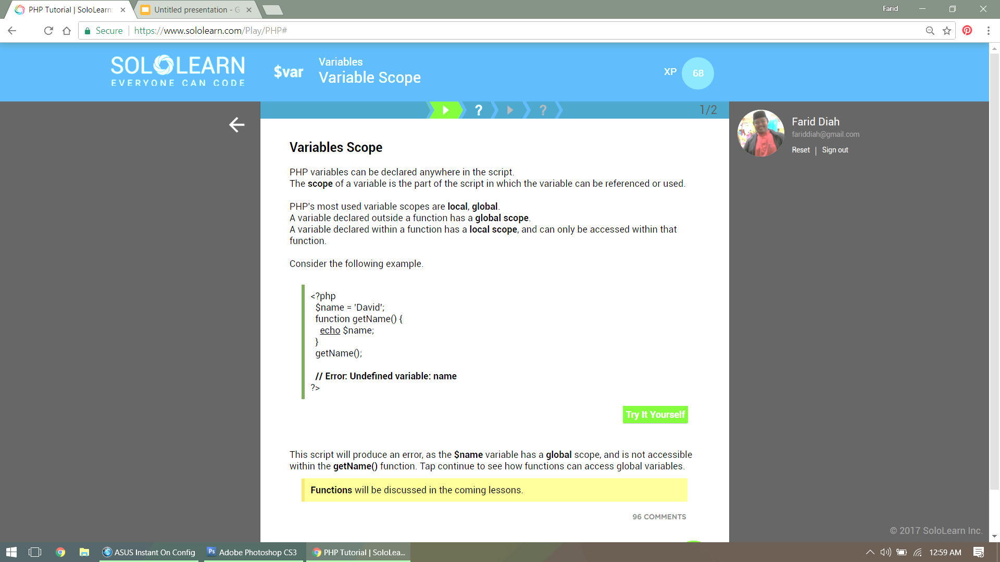 PHP Tutorial | SoloLearn:
Untitled presentation - G
Farid
Secure
https://www.sololearn.com/Play/PHP#
SOLOLEARN
EVERYONE CAN CODE
$var
Variables
Variable Scope
XP
68
?
?
1/2
Farid Diah
fariddiah@gmail.com
Reset | Sign out
Variables Scope
PHP variables can be declared anywhere in the script.
The scope of a variable is the part of the script in which the variable can be referenced or used.
PHP's most used variable scopes are local, global.
A variable declared outside a function has a global scope.
A variable declared within a function has a local scope, and can only be accessed within that
function.
Consider the following example.
<?php
$name = 'David';
function getName() {
echo $name;
}
getName();
// Error: Undefined variable: name
?>
Try It Yourself
This script will produce an error, as the $name variable has a global scope, and is not accessible
within the getName() function. Tap continue to see how functions can access global variables.
Functions will be discussed in the coming lessons.
96 COMMENTS
© 2017 SoloLearn Inc.
ASUS Instant On Config
Ps
Adobe Photoshop CS3
PHP Tutorial | SoloLea...
12:59 AM